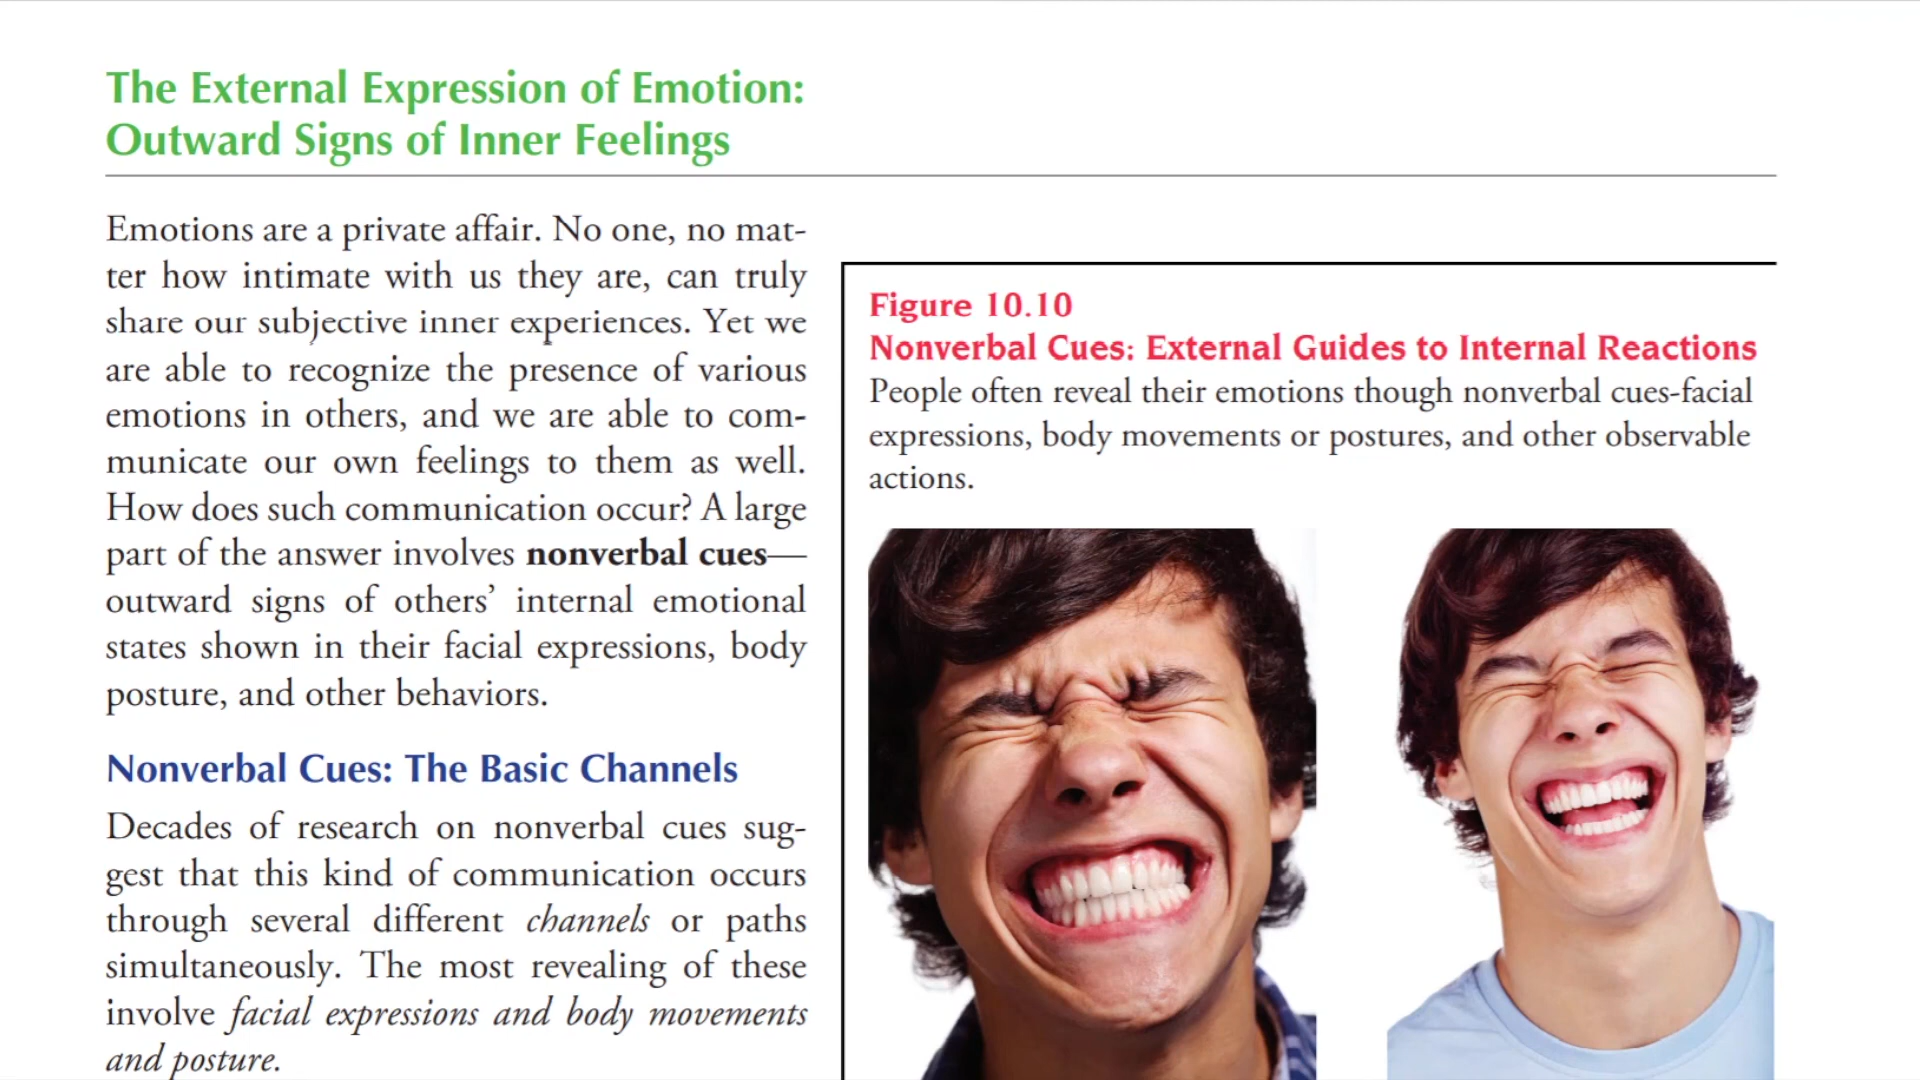 The External Expression of Emotion:
Outward Signs of Inner Feelings
Emotions are a private affair. No one, no mat-
ter how intimate with us they are, can truly
share our subjective inner experiences. Yet we
are able to recognize the presence of various
emotions in others, and we are able to com-
municate our own feelings to them as well.
How does such communication occur? A large
part of the answer involves nonverbal cues—
outward signs of others’ internal emotional
states shown in their facial expressions, body
posture, and other behaviors.
Nonverbal Cues: The Basic Channels
Decades of research on nonverbal cues sug-
gest that this kind of communication occurs
through several different channels or paths
simultaneously. The most revealing of these
involve facial expressions and body movements
and posture.
Figure 10.10
Nonverbal Cues: External Guides to Internal Reactions
People often reveal their emotions though nonverbal cues-facial
expressions, body movements or postures, and other observable
actions.